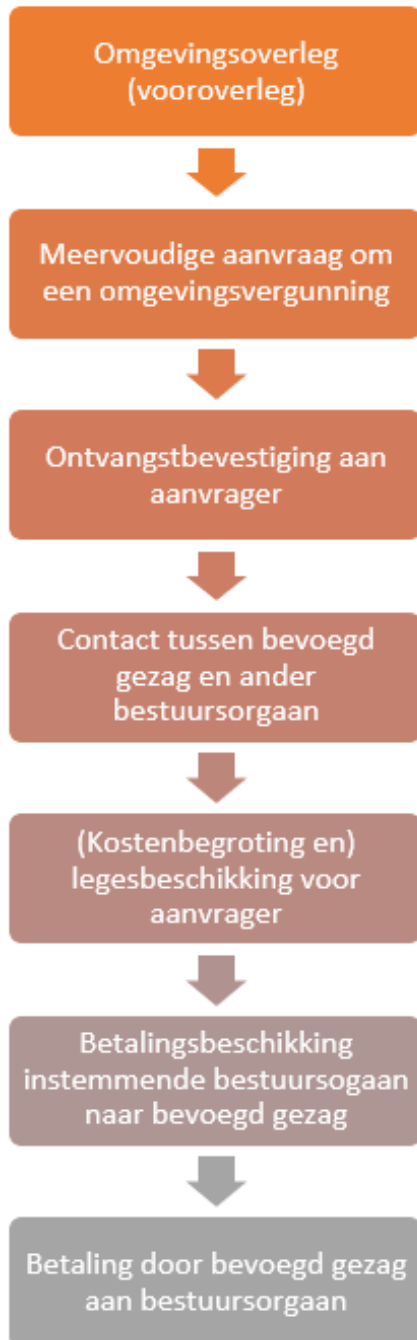 Omgevingsoverleg
(vooroverleg)
Meervoudige aanvraag om
een omgevingsvergunning
Ontvangstbevestiging aan
aanvrager
Contact tussen bevoegd
gezag en ander
bestuursorgaan
(Kostenbegroting en)
legesbeschikking voor
aanvrager
Betalingsbeschikking
instemmende bestuursogaan
naar bevoegd gezag
Betaling door bevoegd gezag
aan bestuursorgaan